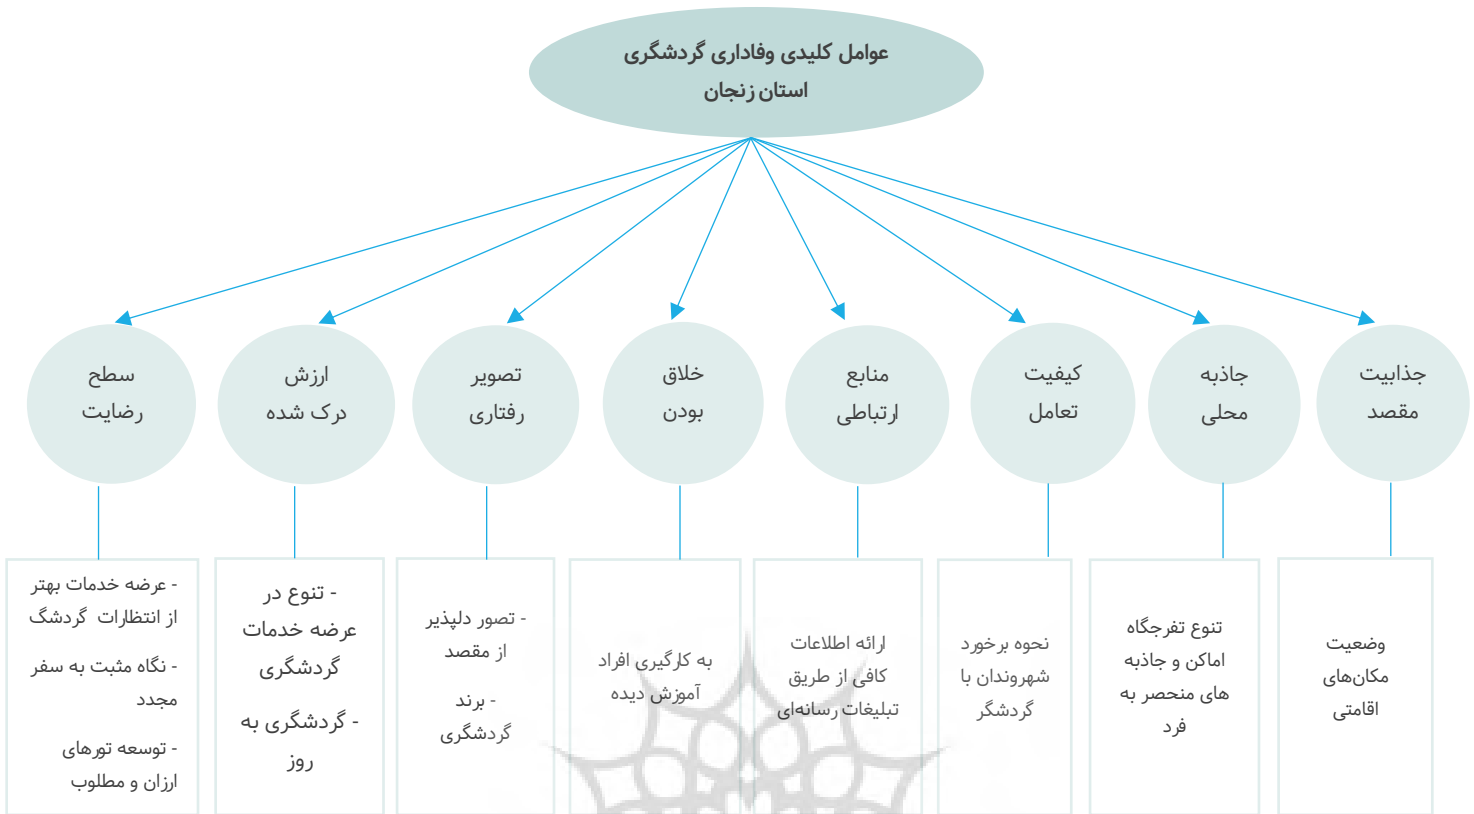 عوامل کلیدی وفاداری گردشگری
استان زنجان
جذابیت
مقصد
جاذبه
محلی
کیفیت
تعامل
منابع
ارتباطی
خلاق
بودن
تصویر
رفتاری
ارزش
درک شده
سطح
رضایت
وضعیت
مکان‌های
اقامتی
تنوع تفرجگاه
اماکن و جاذبه
های منحصر به
فرد
نحوه برخورد
شهروندان با
گردشگر
ارائه اطلاعات
کافی از طریق
تبلیغات رسانه‌ای
به کارگیری افراد
آموزش دیده
- تصور دلپذیر
از مقصد
- برند
گردشگری
- تنوع در
عرضه خدمات
گردشگری
- گردشگری به
روز
- عرضه خدمات بهتر
از انتظارات گردشگ
- نگاه مثبت به سفر
مجدد
- توسعه تورهای
ارزان و مطلوب